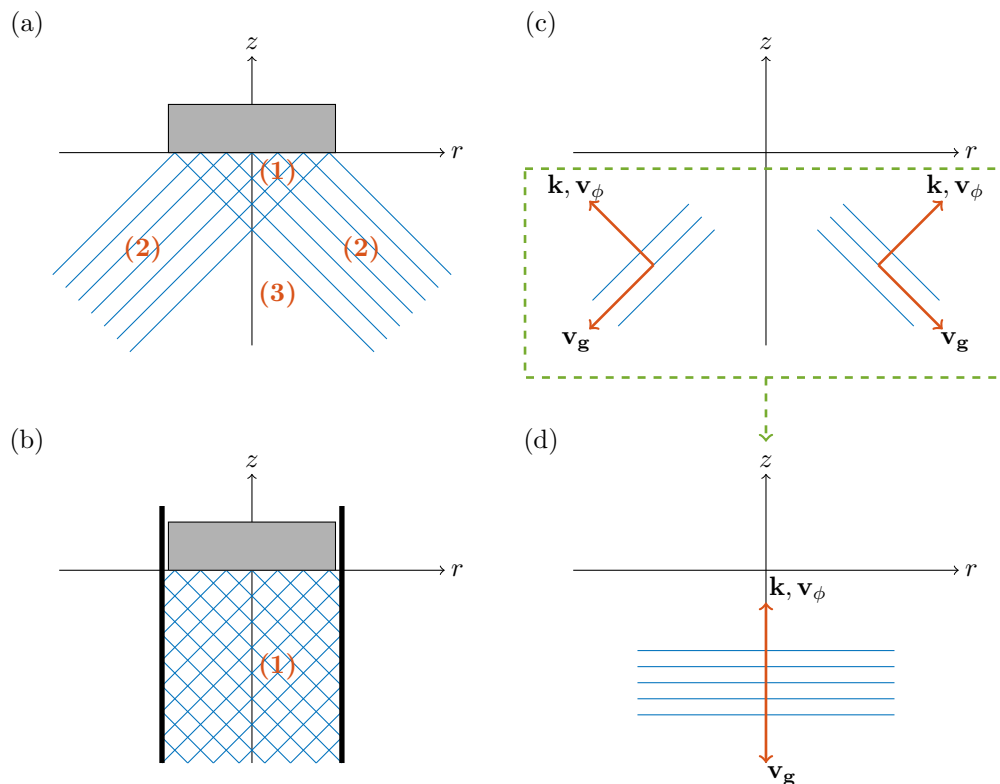 (a)
z
r
(1)
(2)
(2)
(3)
(c)
z
r
k, v_ϕ
k, v_ϕ
v_g
v_g
(b)
z
r
(1)
(d)
z
r
k, v_ϕ
v_g